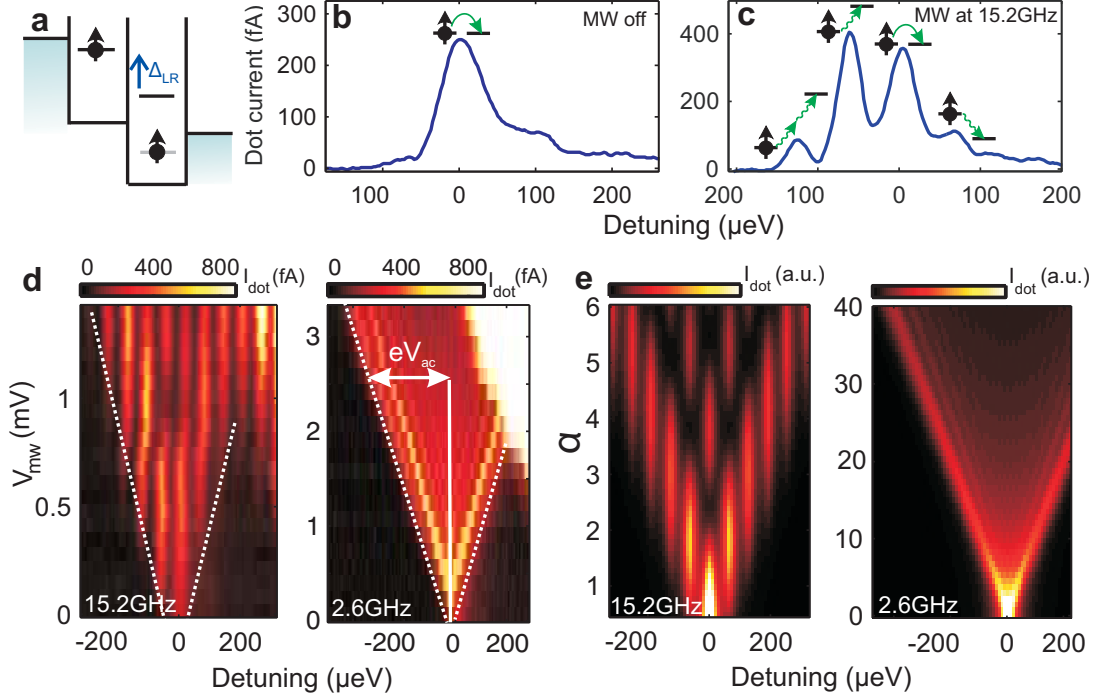 a
Δ_LR
b
MW off
Dot current (fA)
300
200
100
0
100 0 100 200
Detuning (µeV)
c
MW at 15.2GHz
400
200
0
200 100 0 100 200
Detuning (µeV)
d
0 400 800 I_dot (fA)
0 400 800 I_dot (fA)
V_mw (mV)
1
0.5
0
15.2GHz
-200 0 200
3
2
1
0
eV_ac
2.6GHz
-200 0 200
Detuning (µeV)
e
I_dot (a.u.)
I_dot (a.u.)
α
6
5
4
3
2
1
15.2GHz
-200 0 200
40
30
20
10
0
2.6GHz
-200 0 200
Detuning (µeV)